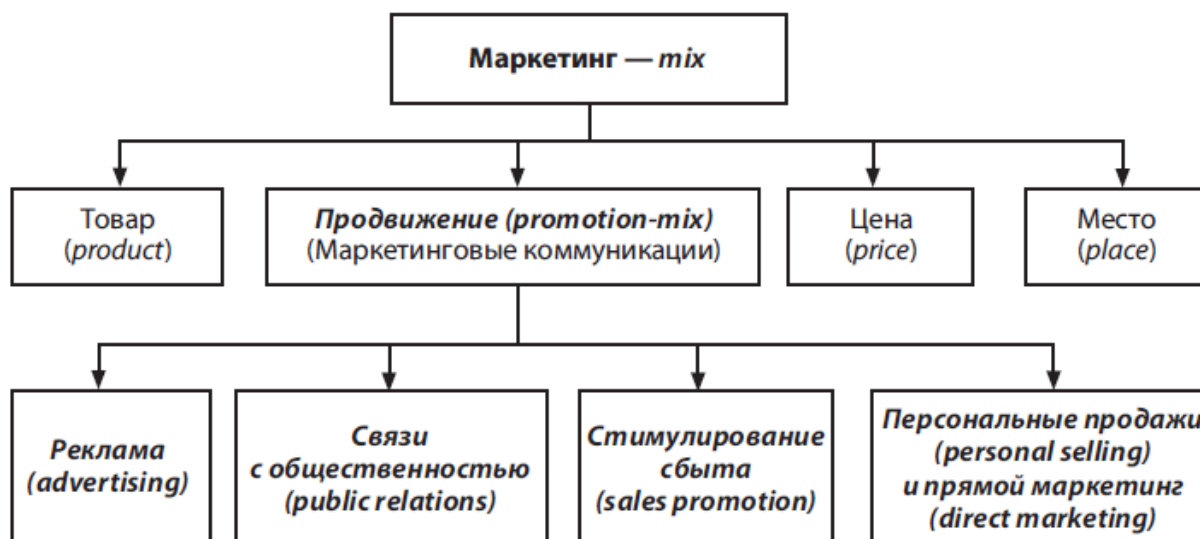 Маркетинг — mix
Товар
(product)
Продвижение (promotion-mix)
(Маркетинговые коммуникации)
Цена
(price)
Место
(place)
Реклама
(advertising)
Связи
с общественностью
(public relations)
Стимулирование
сбыта
(sales promotion)
Персональные продажи
(personal selling)
и прямой маркетинг
(direct marketing)